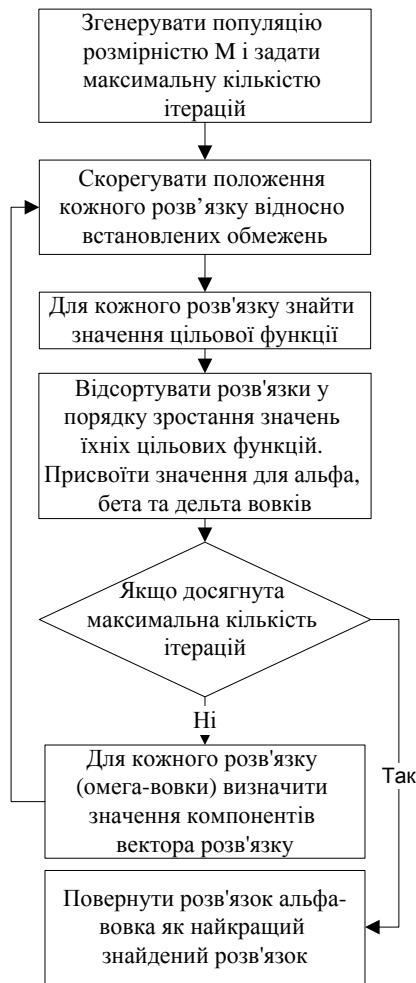 Згенерувати популяцію
розмірністю M і задати
максимальну кількістю
ітерацій
Скорегувати положення
кожного розв’язку відносно
встановлених обмежень
Для кожного розв'язку знайти
значення цільової функції
Відсортувати розв'язки у
порядку зростання значень
їхніх цільових функцій.
Присвоїти значення для альфа,
бета та дельта вовків
Якщо досягнута
максимальна кількість
ітерацій
Ні
Для кожного розв'язку
(омега-вовки) визначити
значення компонентів
вектора розв'язку
Так
Повернути розв'язок альфа-
вовка як найкращий
знайдений розв'язок